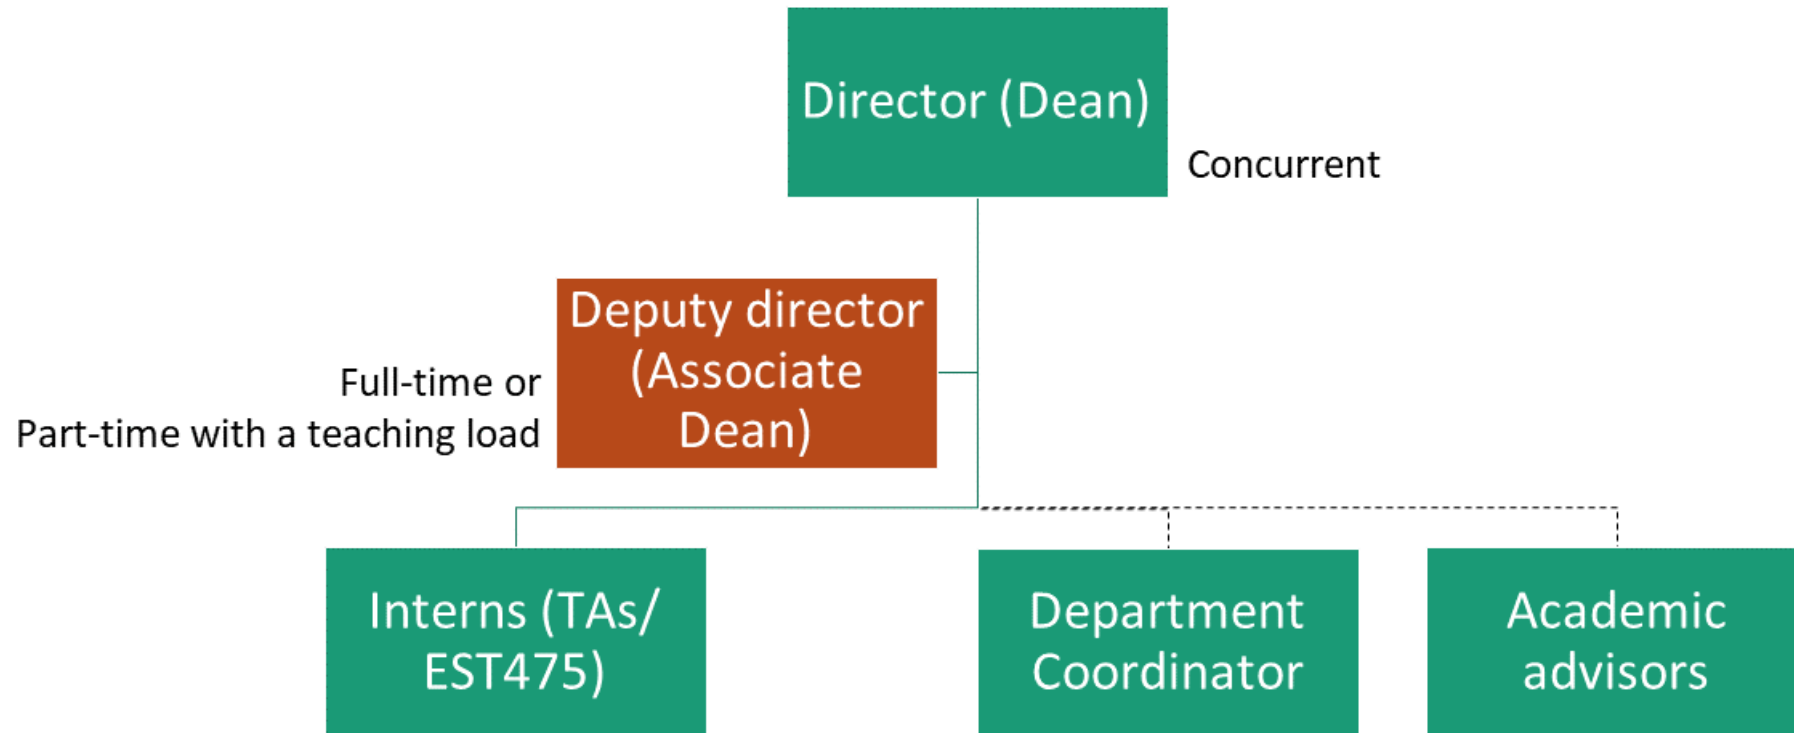 Director (Dean)
Concurrent
Deputy director
(Associate
Dean)
Full-time or
Part-time with a teaching load
Interns (TAs/
EST475)
Department
Coordinator
Academic
advisors